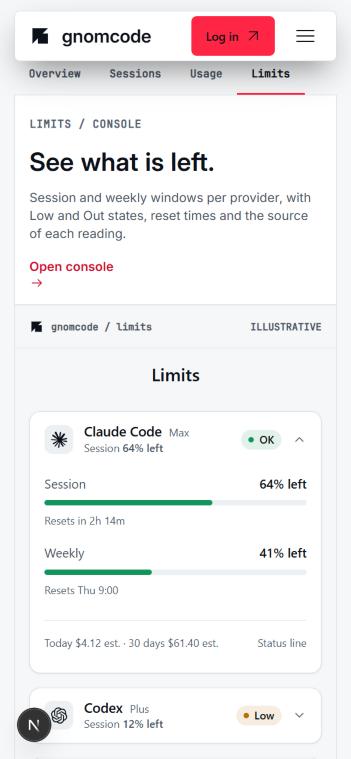 gnomcode
Log in
Overview Sessions Usage Limits
LIMITS / CONSOLE
See what is left.
Session and weekly windows per provider, with
Low and Out states, reset times and the source
of each reading.
Open console
→
gnomcode / limits ILLUSTRATIVE
Limits
Claude Code Max
Session 64% left
OK
Session 64% left
Resets in 2h 14m
Weekly 41% left
Resets Thu 9:00
Today $4.12 est. · 30 days $61.40 est. Status line
Codex Plus
Session 12% left
Low
N